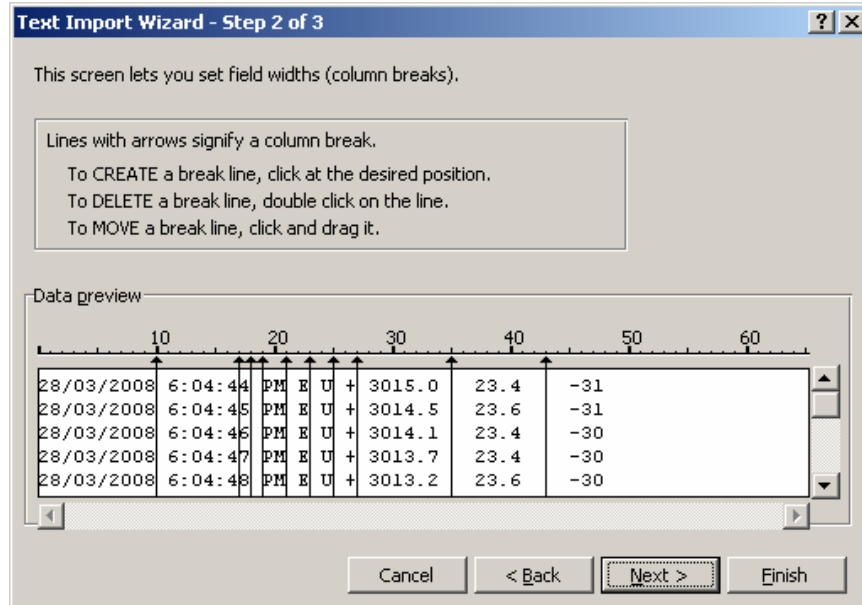 Text Import Wizard - Step 2 of 3
This screen lets you set field widths (column breaks).
Lines with arrows signify a column break.
To CREATE a break line, click at the desired position.
To DELETE a break line, double click on the line.
To MOVE a break line, click and drag it.
Data preview
10 20 30 40 50 60
28/03/2008 6:04:44 PM E U + 3015.0 23.4 -31
28/03/2008 6:04:45 PM E U + 3014.5 23.6 -31
28/03/2008 6:04:46 PM E U + 3014.1 23.4 -30
28/03/2008 6:04:47 PM E U + 3013.7 23.4 -30
28/03/2008 6:04:48 PM E U + 3013.2 23.6 -30
Cancel < Back Next > Finish